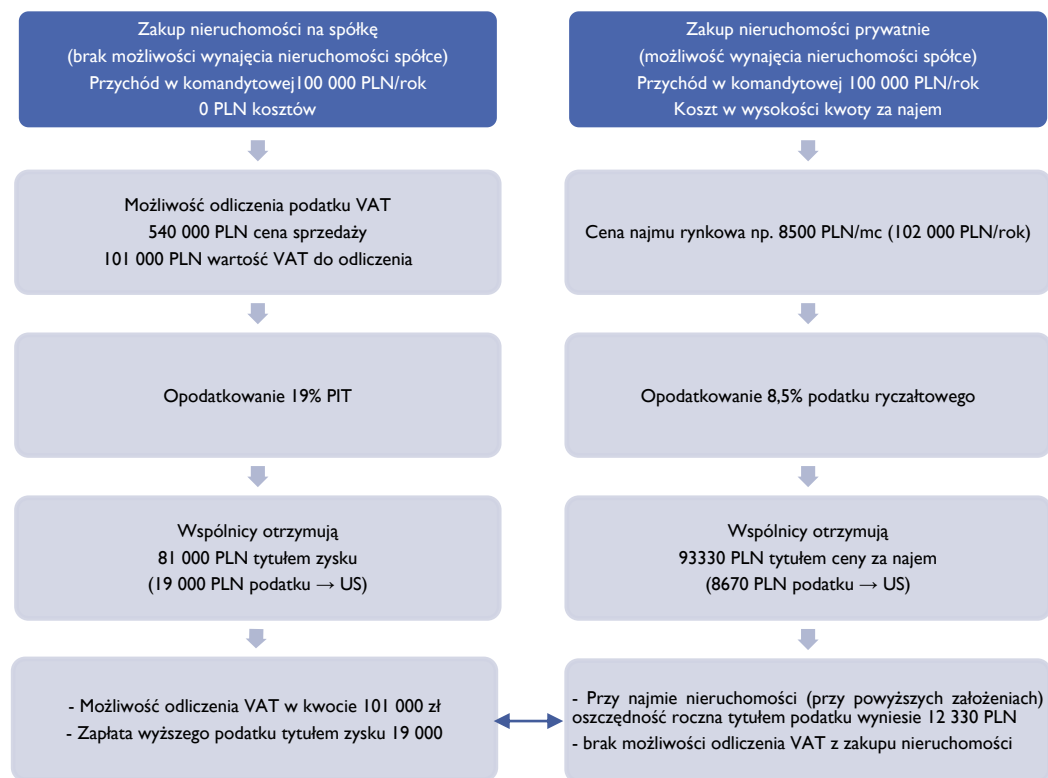 Zakup nieruchomości na spółkę
(brak możliwości wynajęcia nieruchomości spółce)
Przychód w komandytowej100 000 PLN/rok
0 PLN kosztów
Możliwość odliczenia podatku VAT
540 000 PLN cena sprzedaży
101 000 PLN wartość VAT do odliczenia
Opodatkowanie 19% PIT
Wspólnicy otrzymują
81 000 PLN tytułem zysku
(19 000 PLN podatku → US)
- Możliwość odliczenia VAT w kwocie 101 000 zł
- Zapłata wyższego podatku tytułem zysku 19 000
Zakup nieruchomości prywatnie
(możliwość wynajęcia nieruchomości spółce)
Przychód w komandytowej 100 000 PLN/rok
Koszt w wysokości kwoty za najem
Cena najmu rynkowa np. 8500 PLN/mc (102 000 PLN/rok)
Opodatkowanie 8,5% podatku ryczałtowego
Wspólnicy otrzymują
93330 PLN tytułem ceny za najem
(8670 PLN podatku → US)
- Przy najmie nieruchomości (przy powyższych założeniach)
oszczędność roczna tytułem podatku wyniesie 12 330 PLN
- brak możliwości odliczenia VAT z zakupu nieruchomości